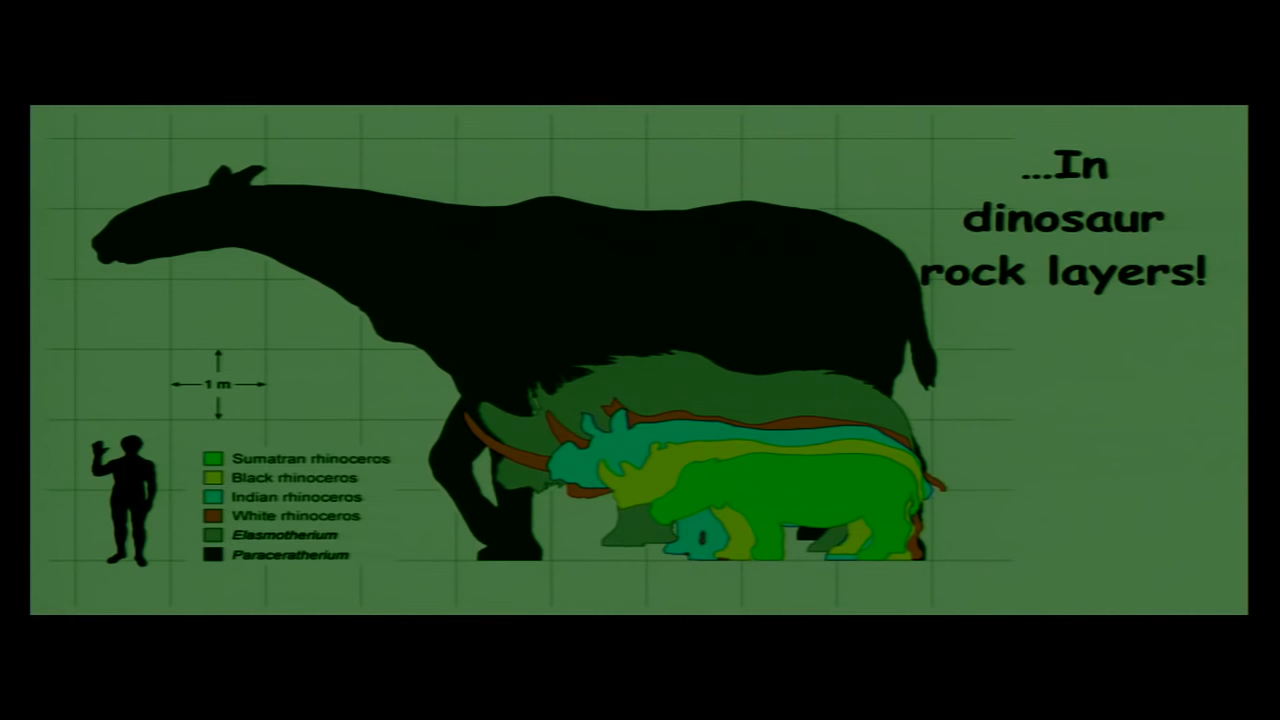 ...In
dinosaur
rock layers!
1 m
Sumatran rhinoceros
Black rhinoceros
Indian rhinoceros
White rhinoceros
Elasmotherium
Paraceratherium